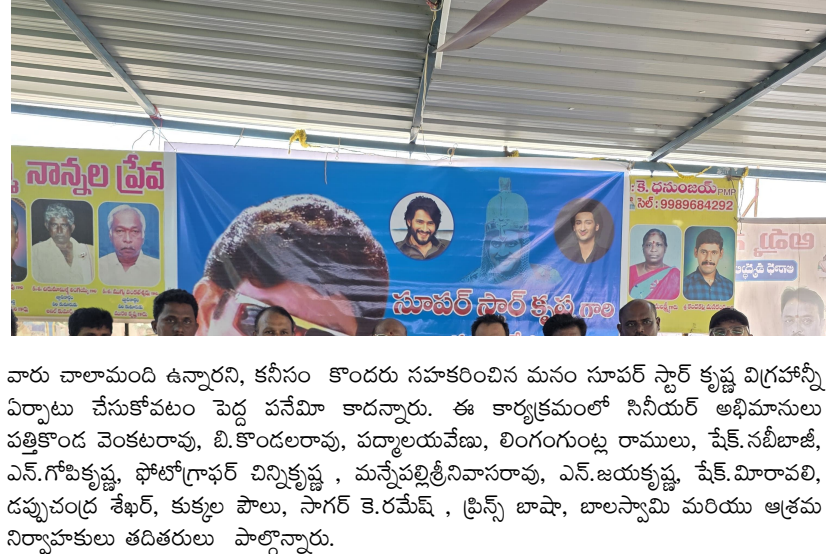 నాన్నల ప్రేమ
కె. ధనుంజయ్ PMP
సెల్ : 9989684292
సూపర్ స్టార్ కృష్ణ గారి
వారు చాలామంది ఉన్నారని, కనీసం కొందరు సహకరించిన మనం సూపర్ స్టార్ కృష్ణ విగ్రహాన్నీ
ఏర్పాటు చేసుకోవటం పెద్ద పనేమీ కాదన్నారు. ఈ కార్యక్రమంలో సినీయర్ అభిమానులు
పత్తికొండ వెంకటరావు, బి.కొండలరావు, పద్మాలయవేణు, లింగంగుంట్ల రాములు, షేక్.నబీబాజీ,
ఎన్.గోపికృష్ణ, ఫోటోగ్రాఫర్ చిన్నికృష్ణ , మన్నేపల్లిశ్రీనివాసరావు, ఎన్.జయకృష్ణ, షేక్.మీరావలి,
డప్పుచంద్ర శేఖర్, కుక్కల పౌలు, సాగర్ కె.రమేష్ , ప్రిన్స్ బాషా, బాలస్వామి మరియు ఆశ్రమ
నిర్వాహకులు తదితరులు పాల్గొన్నారు.